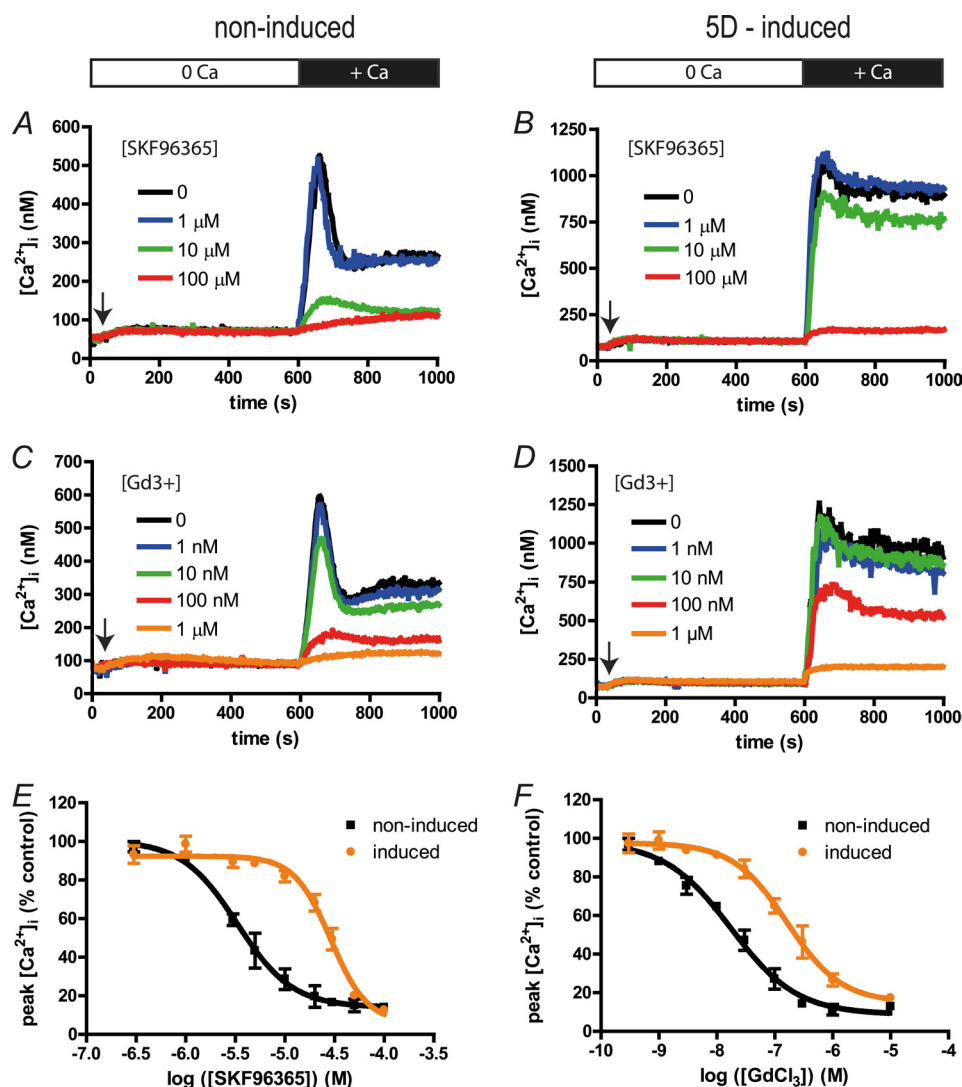 non-induced
5D - induced
0 Ca
+ Ca
0 Ca
+ Ca
A
[SKF96365]
0
1 μM
10 μM
100 μM
[Ca²⁺]ᵢ (nM)
600
500
400
300
200
100
0
0 200 400 600 800 1000
time (s)
B
[SKF96365]
0
1 μM
10 μM
100 μM
[Ca²⁺]ᵢ (nM)
1250
1000
750
500
250
0
0 200 400 600 800 1000
time (s)
C
[Gd3+]
0
1 nM
10 nM
100 nM
1 μM
[Ca²⁺]ᵢ (nM)
700
600
500
400
300
200
100
0
0 200 400 600 800 1000
time (s)
D
[Gd3+]
0
1 nM
10 nM
100 nM
1 μM
[Ca²⁺]ᵢ (nM)
1500
1250
1000
750
500
250
0
0 200 400 600 800 1000
time (s)
E
non-induced
induced
peak [Ca²⁺]ᵢ (% control)
120
100
80
60
40
20
0
-7.0 -6.5 -6.0 -5.5 -5.0 -4.5 -4.0 -3.5
log ([SKF96365]) (M)
F
non-induced
induced
peak [Ca²⁺]ᵢ (% control)
120
100
80
60
40
20
0
-10 -9 -8 -7 -6 -5 -4
log ([GdCl₃]) (M)